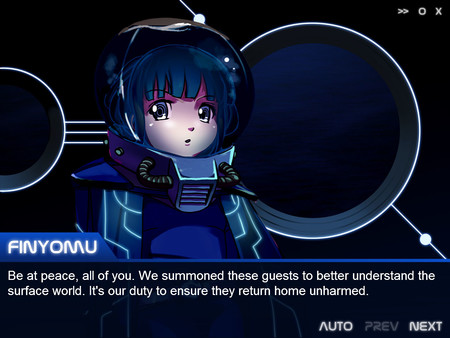 >> O X
FINYOMU
Be at peace, all of you. We summoned these guests to better understand the
surface world. It's our duty to ensure they return home unharmed.
AUTO PREV NEXT